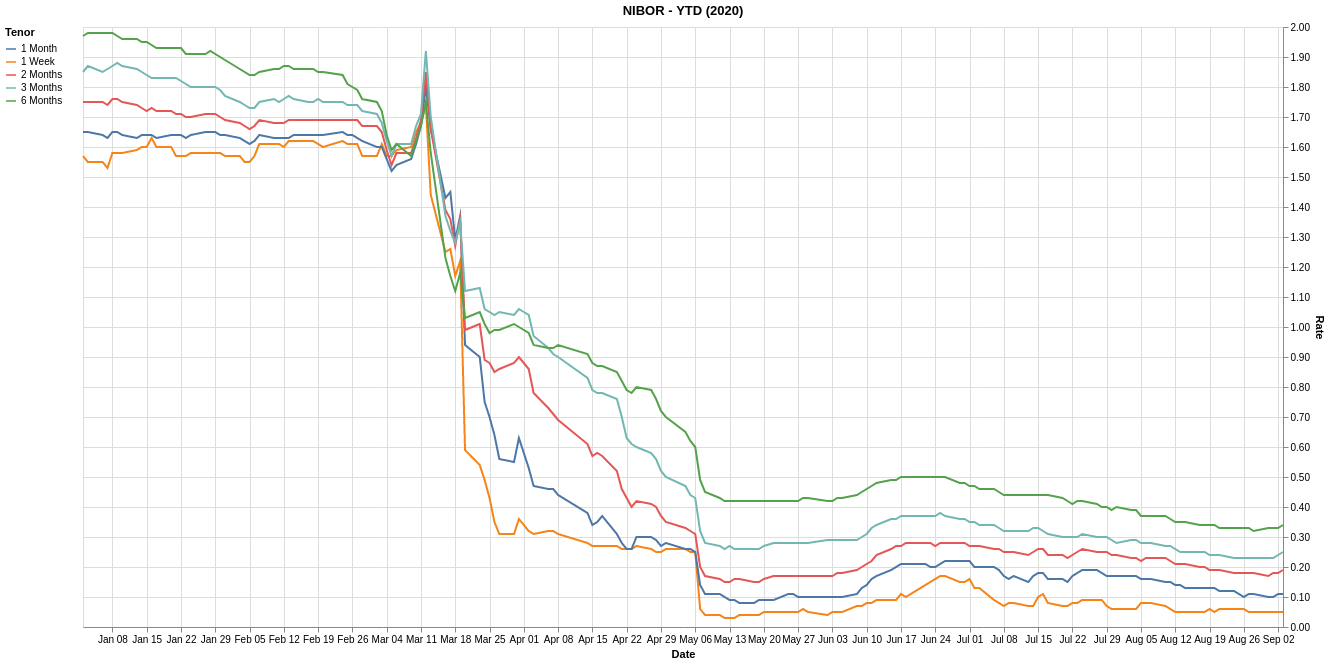 NIBOR - YTD (2020)
Tenor
1 Month
1 Week
2 Months
3 Months
6 Months
2.00
1.90
1.80
1.70
1.60
1.50
1.40
1.30
1.20
1.10
1.00
0.90
0.80
0.70
0.60
0.50
0.40
0.30
0.20
0.10
0.00
Rate
Jan 08 Jan 15 Jan 22 Jan 29 Feb 05 Feb 12 Feb 19 Feb 26 Mar 04 Mar 11 Mar 18 Mar 25 Apr 01 Apr 08 Apr 15 Apr 22 Apr 29 May 06 May 13 May 20 May 27 Jun 03 Jun 10 Jun 17 Jun 24 Jul 01 Jul 08 Jul 15 Jul 22 Jul 29 Aug 05 Aug 12 Aug 19 Aug 26 Sep 02
Date